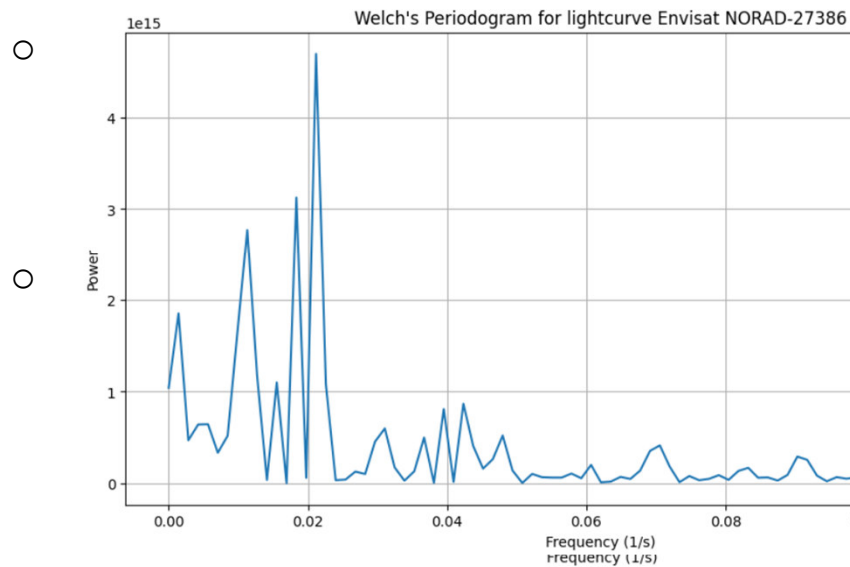 Welch's Periodogram for lightcurve Envisat NORAD-27386
1e15
4
3
2
1
0
Power
0.00 0.02 0.04 0.06 0.08
Frequency (1/s)
Frequency (1/s)